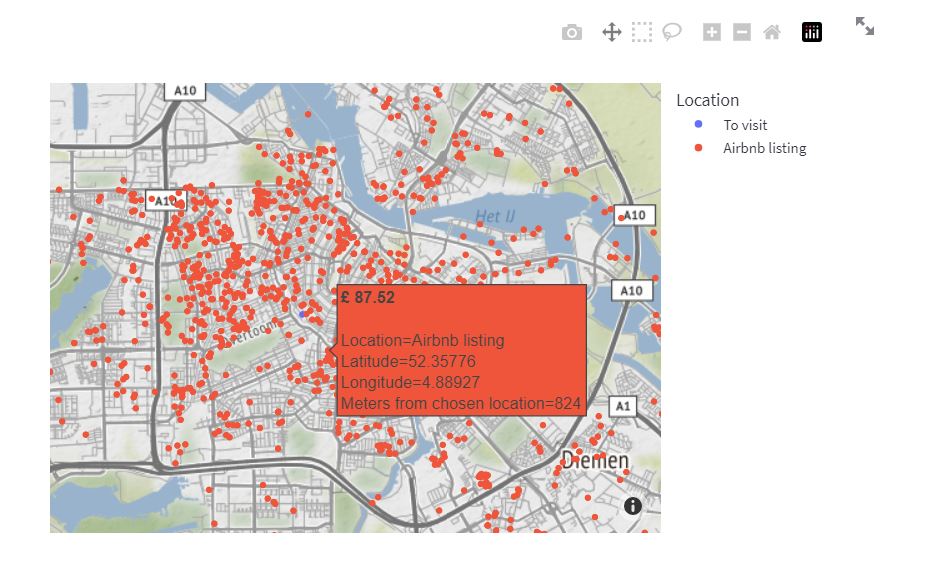 Location
To visit
Airbnb listing
A10
A10
Het IJ
A10
A10
£ 87.52
Location=Airbnb listing
Latitude=52.35776
Longitude=4.88927
Meters from chosen location=824
A1
Diemen